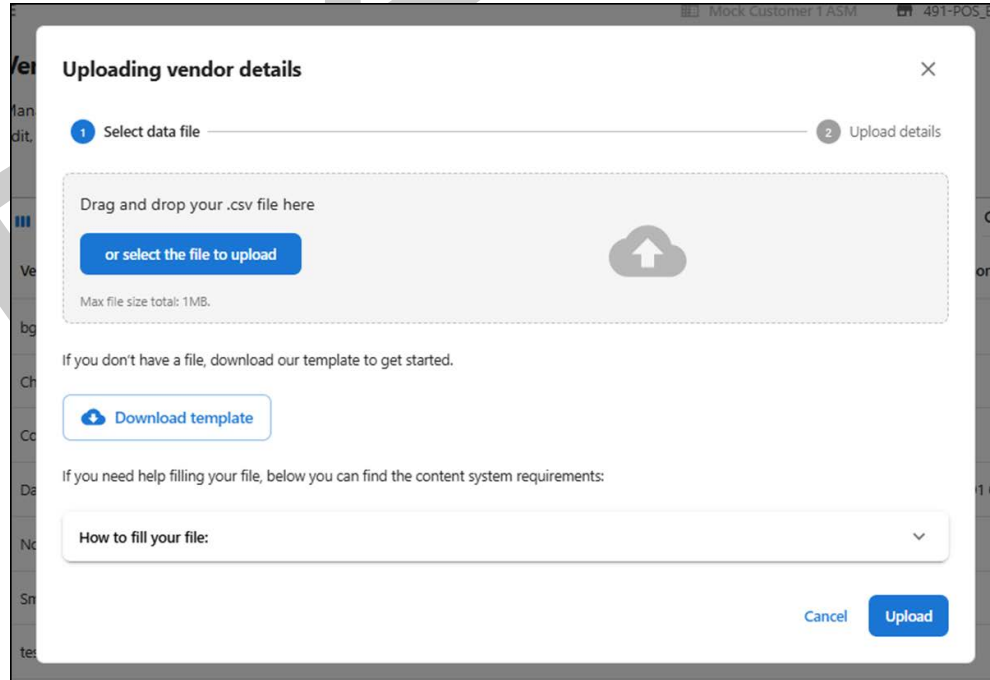 Mock Customer 1 ASM
Uploading vendor details
1 Select data file
2 Upload details
Drag and drop your .csv file here
or select the file to upload
Max file size total: 1MB.
If you don't have a file, download our template to get started.
Download template
If you need help filling your file, below you can find the content system requirements:
How to fill your file:
Cancel
Upload